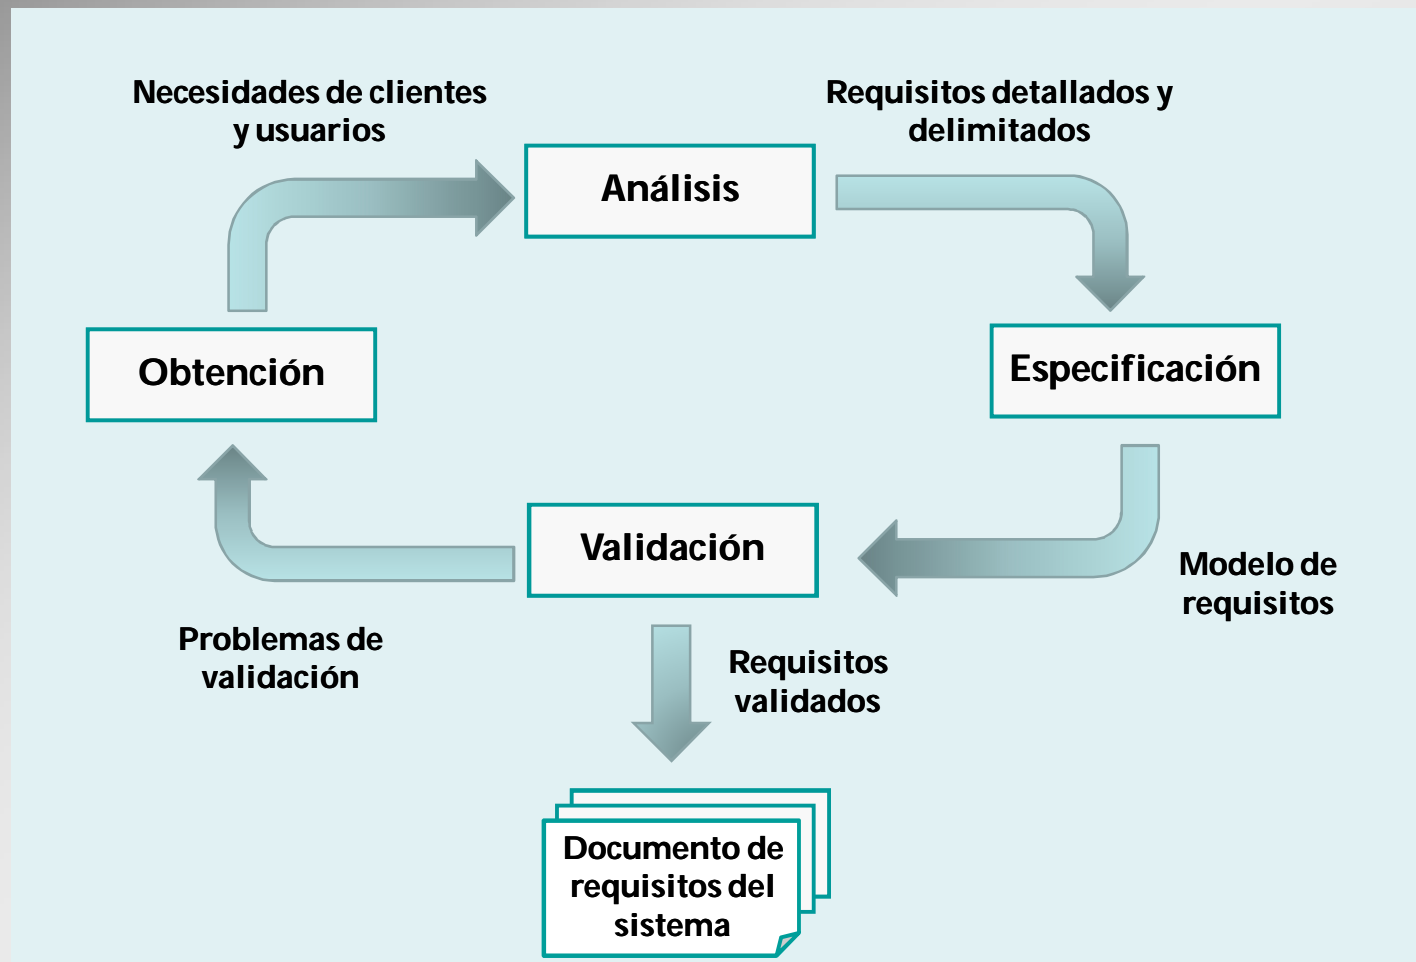 Necesidades de clientes
y usuarios
Requisitos detallados y
delimitados
Análisis
Obtención
Especificación
Validación
Modelo de
requisitos
Problemas de
validación
Requisitos
validados
Documento de
requisitos del
sistema